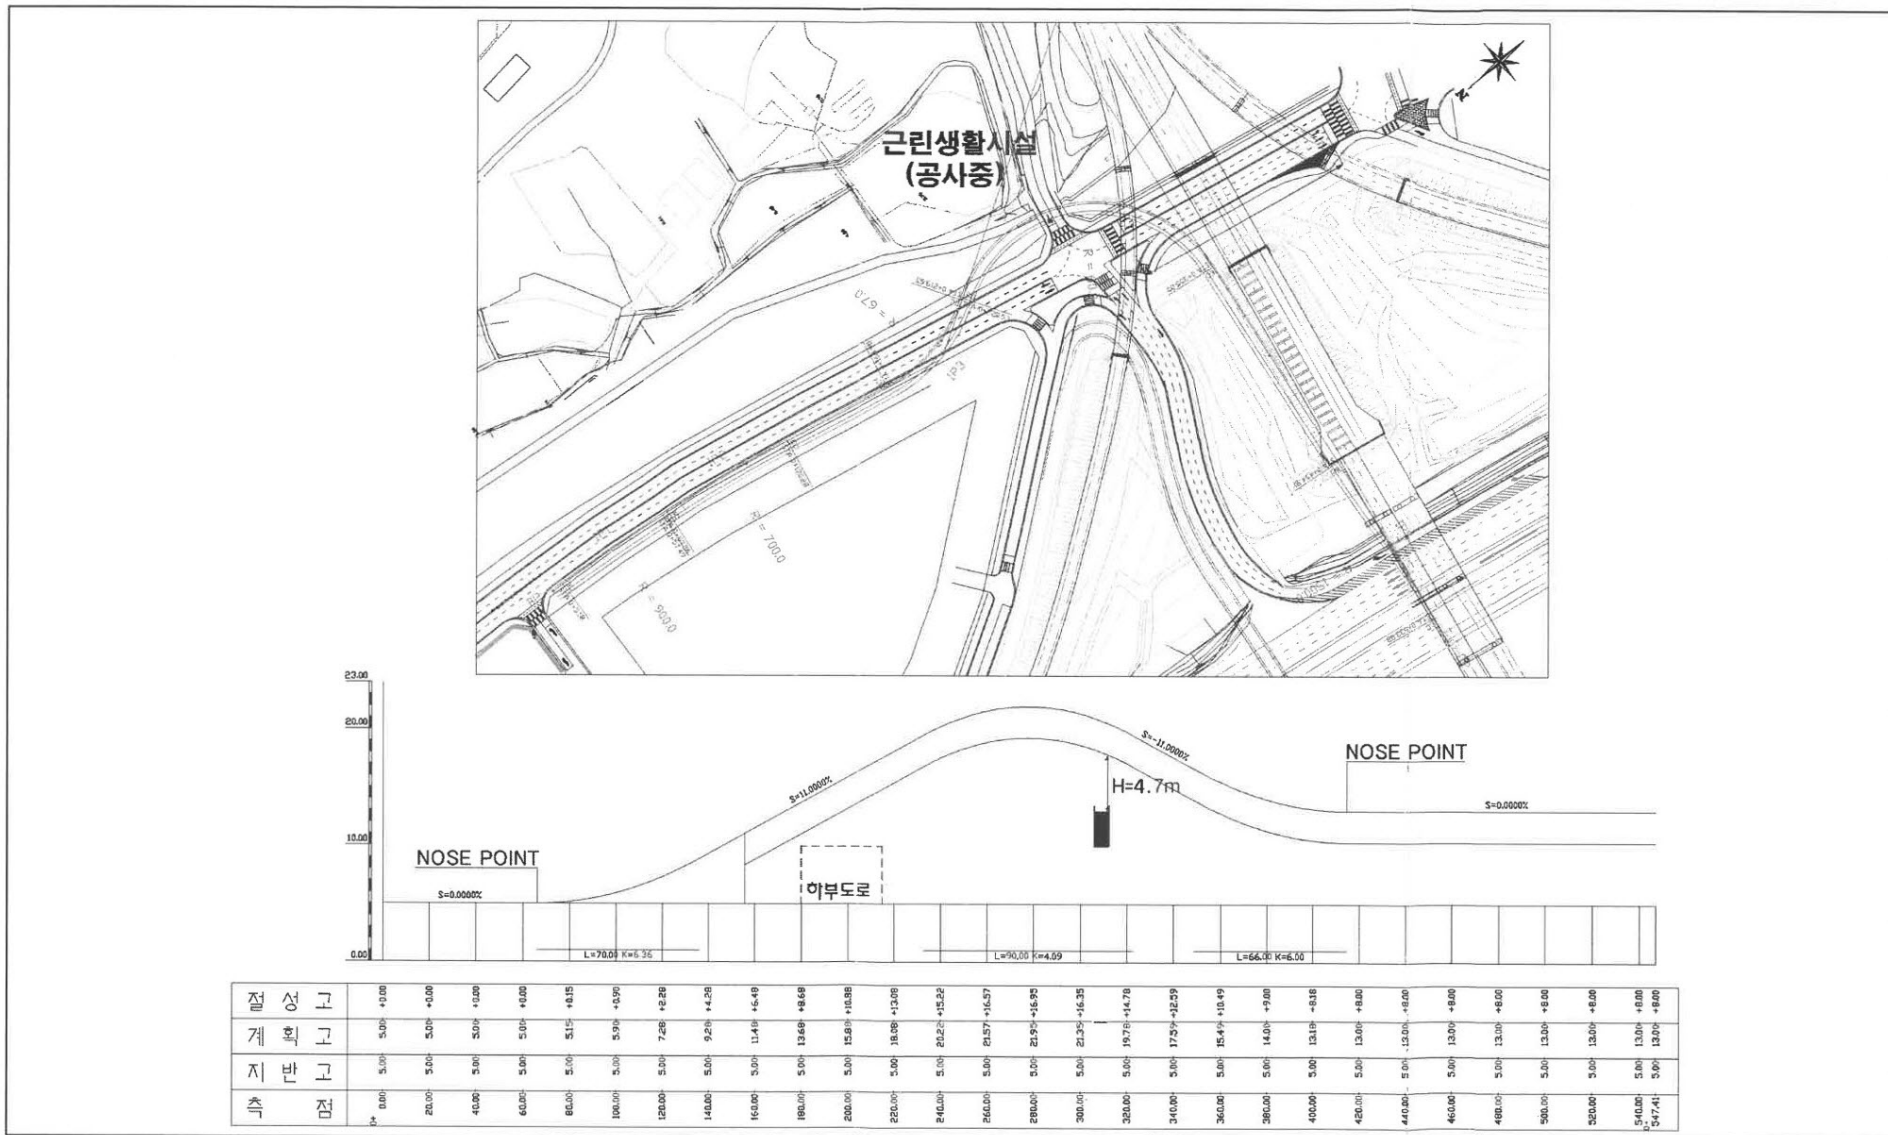 근린생활시설
(공사중)
N
R = 67.0
IP3
R = 700.0
R = 900.0
23.00
20.00
10.00
0.00
NOSE POINT
S=0.0000%
S=11.0000%
하부도로
S=-11.0000%
H=4.7m
NOSE POINT
S=0.0000%
L=70.00 K=6.36
L=90.00 K=4.09
L=66.00 K=6.00
절성고 +0.00 +0.00 +0.00 +0.00 +0.15 +0.90 +2.28 +4.28 +6.48 +8.68 +10.88 +13.08 +15.22 +16.57 +16.95 +16.35 +14.78 +12.59 +10.49 +9.00 +8.18 +8.00 +8.00 +8.00 +8.00 +8.00 +8.00 +8.00 +8.00
계획고 5.00 5.00 5.00 5.00 5.15 5.90 7.28 9.28 11.48 13.68 15.88 18.08 20.22 21.57 21.95 21.35 19.78 17.59 15.49 14.00 13.18 13.00 13.00 13.00 13.00 13.00 13.00 13.00 13.00
지반고 5.00 5.00 5.00 5.00 5.00 5.00 5.00 5.00 5.00 5.00 5.00 5.00 5.00 5.00 5.00 5.00 5.00 5.00 5.00 5.00 5.00 5.00 5.00 5.00 5.00 5.00 5.00 5.00 5.00
측점 0+ 0.00 20.00 40.00 60.00 80.00 100.00 120.00 140.00 160.00 180.00 200.00 220.00 240.00 260.00 280.00 300.00 320.00 340.00 360.00 380.00 400.00 420.00 440.00 460.00 480.00 500.00 520.00 540.00 0+ 547.41